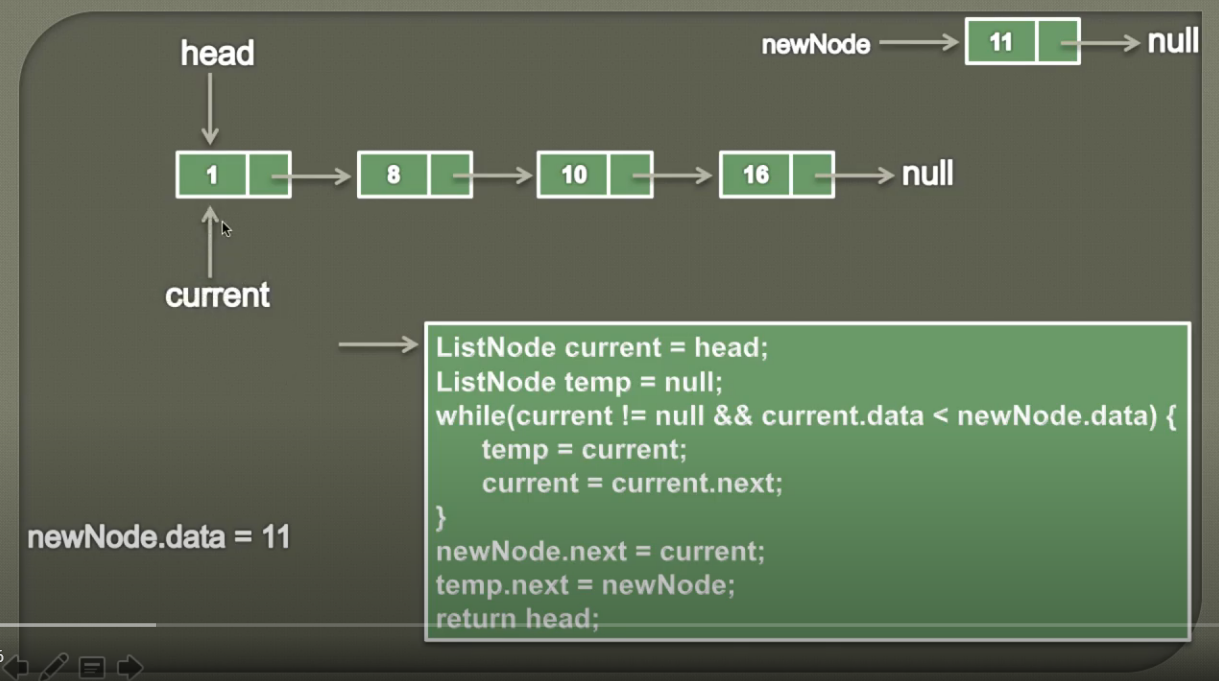 head
newNode 11 null
1 8 10 16 null
current
ListNode current = head;
ListNode temp = null;
while(current != null && current.data < newNode.data) {
temp = current;
current = current.next;
}
newNode.data = 11
newNode.next = current;
temp.next = newNode;
return head;